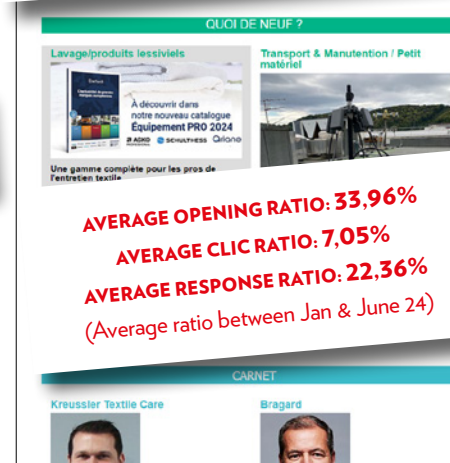 QUOI DE NEUF ?
Lavage/produits lessiviels
Transport & Manutention / Petit
matériel
À découvrir dans
notre nouveau catalogue
Équipement PRO 2024
SCHULTHESS
Une gamme complète pour les pros de
l'entretien textile
AVERAGE OPENING RATIO: 33,96%
AVERAGE CLIC RATIO: 7,05%
AVERAGE RESPONSE RATIO: 22,36%
(Average ratio between Jan & June 24)
CARNET
Kreussler Textile Care
Bragard